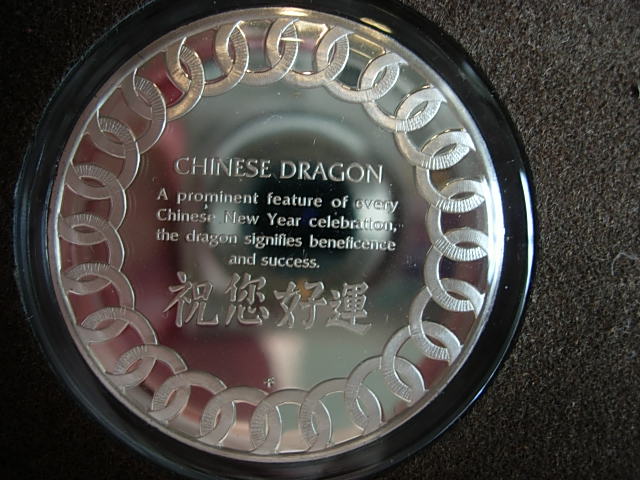 CHINESE DRAGON
A prominent feature of every
Chinese New Year celebration,
the dragon signifies beneficence
and success.
祝您好運